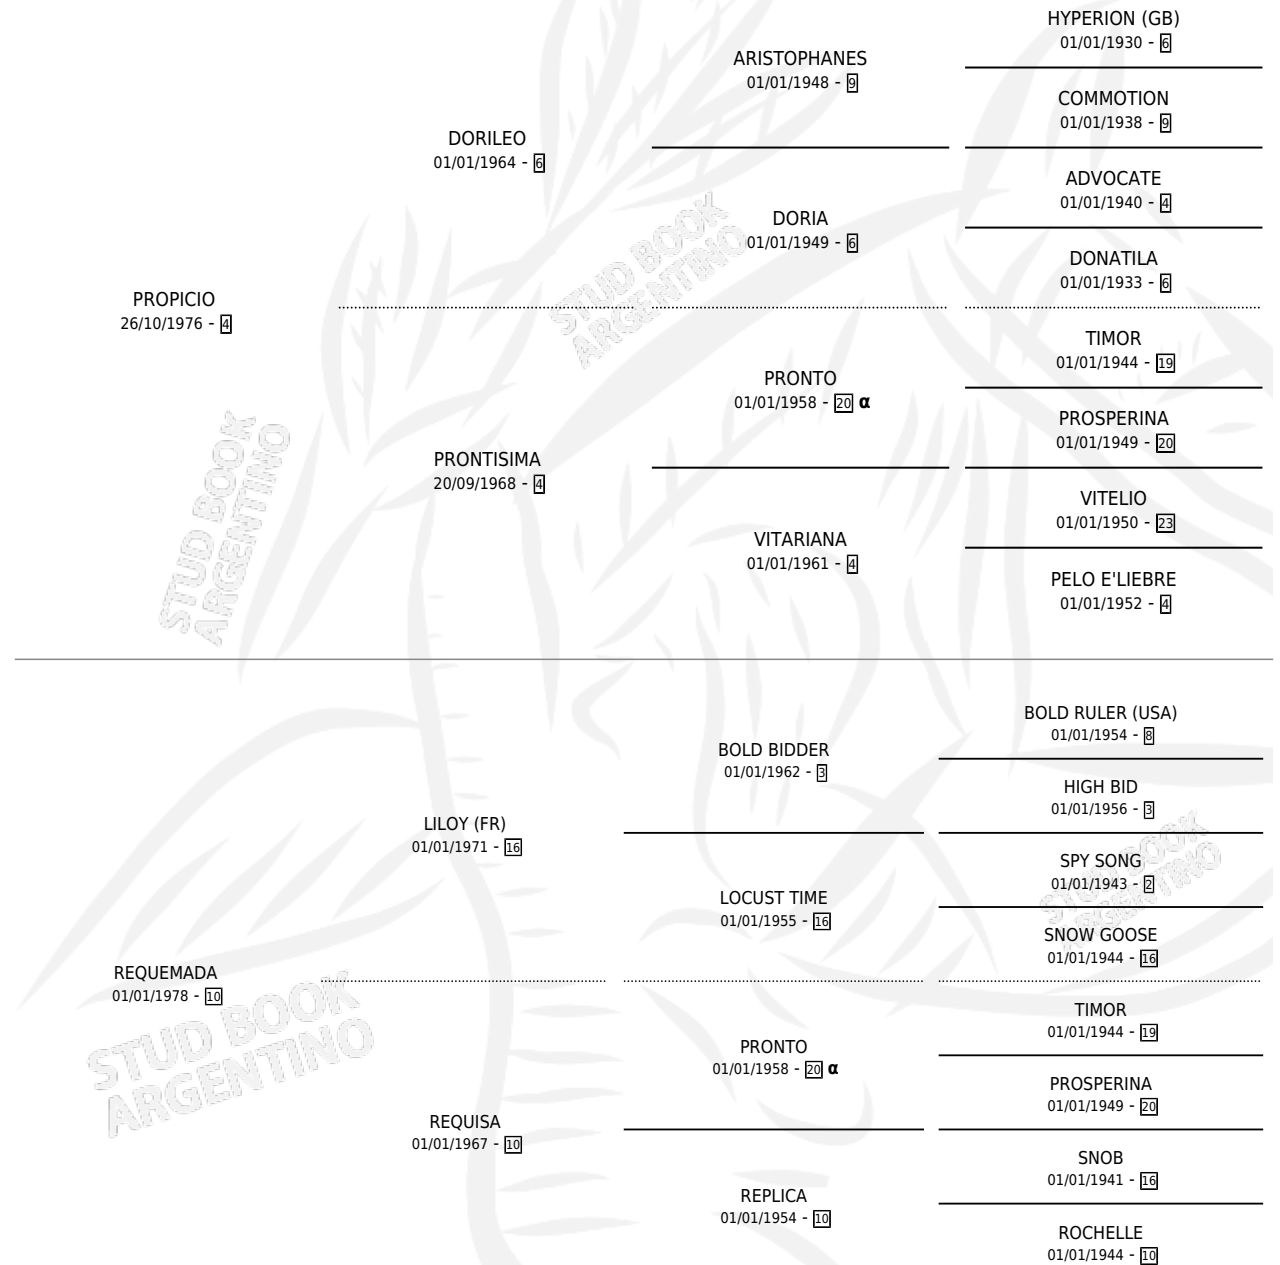 HYPERION (GB)
01/01/1930 - 6
ARISTOPHANES
01/01/1948 - 9
COMMOTION
01/01/1938 - 9
DORILEO
01/01/1964 - 6
ADVOCATE
01/01/1940 - 4
DORIA
01/01/1949 - 6
DONATILA
01/01/1933 - 6
STUD BOOK
ARGENTINO
PROPICIO
26/10/1976 - 4
TIMOR
01/01/1944 - 19
PRONTO
01/01/1958 - 20 α
PROSPERINA
01/01/1949 - 20
PRONTISIMA
20/09/1968 - 4
VITELIO
01/01/1950 - 23
VITARIANA
01/01/1961 - 4
PELO E'LIEBRE
01/01/1952 - 4
STUD BOOK
ARGENTINO
BOLD RULER (USA)
01/01/1954 - 8
BOLD BIDDER
01/01/1962 - 3
HIGH BID
01/01/1956 - 3
LILOY (FR)
01/01/1971 - 16
SPY SONG
01/01/1943 - 2
LOCUST TIME
01/01/1955 - 16
SNOW GOOSE
01/01/1944 - 16
STUD BOOK
ARGENTINO
REQUEMADA
01/01/1978 - 10
TIMOR
01/01/1944 - 19
PRONTO
01/01/1958 - 20 α
PROSPERINA
01/01/1949 - 20
STUD BOOK
ARGENTINO
REQUISA
01/01/1967 - 10
SNOB
01/01/1941 - 16
REPLICA
01/01/1954 - 10
ROCHELLE
01/01/1944 - 10